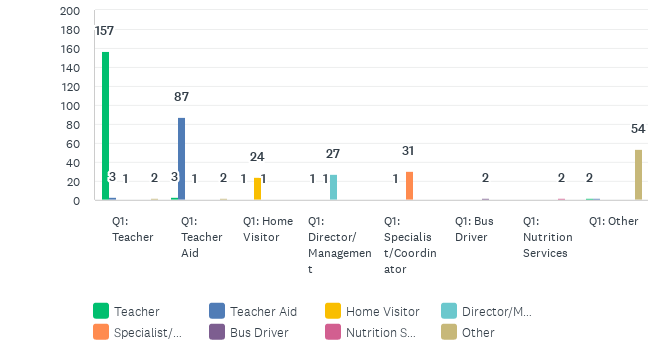 200
180
160
140
120
100
80
60
40
20
0
157
3
1
2
3
87
1
2
1
24
1
1
1
27
1
31
2
2
2
54
Q1:
Teacher
Q1:
Teacher
Aid
Q1: Home
Visitor
Q1:
Director/
Managemen
t
Q1:
Specialis
t/Coordin
ator
Q1: Bus
Driver
Q1:
Nutrition
Services
Q1: Other
Teacher
Teacher Aid
Home Visitor
Director/M...
Specialist/...
Bus Driver
Nutrition S...
Other